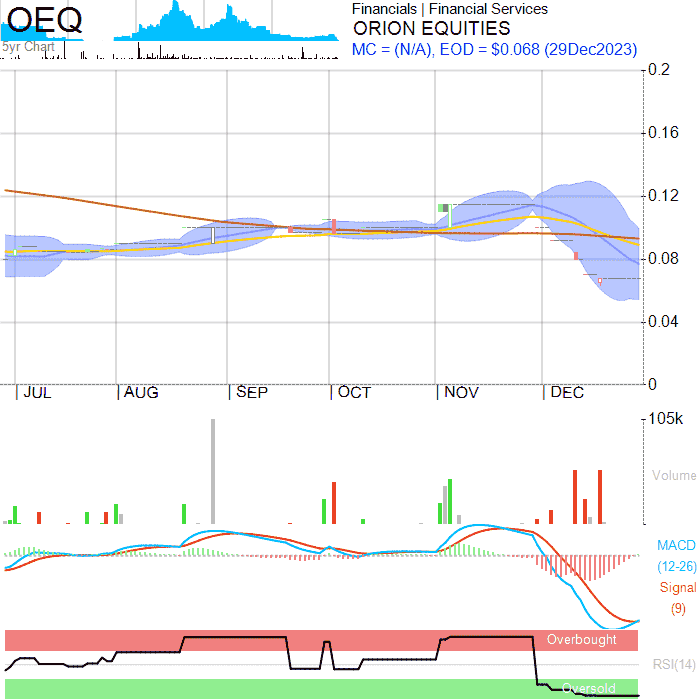 OEQ
5yr Chart
Financials | Financial Services
ORION EQUITIES
MC = (N/A), EOD = $0.068 (29Dec2023)
0.2
0.16
0.12
0.08
0.04
0
JUL
AUG
SEP
OCT
NOV
DEC
105k
Volume
MACD
(12-26)
Signal
(9)
Overbought
RSI(14)
Oversold